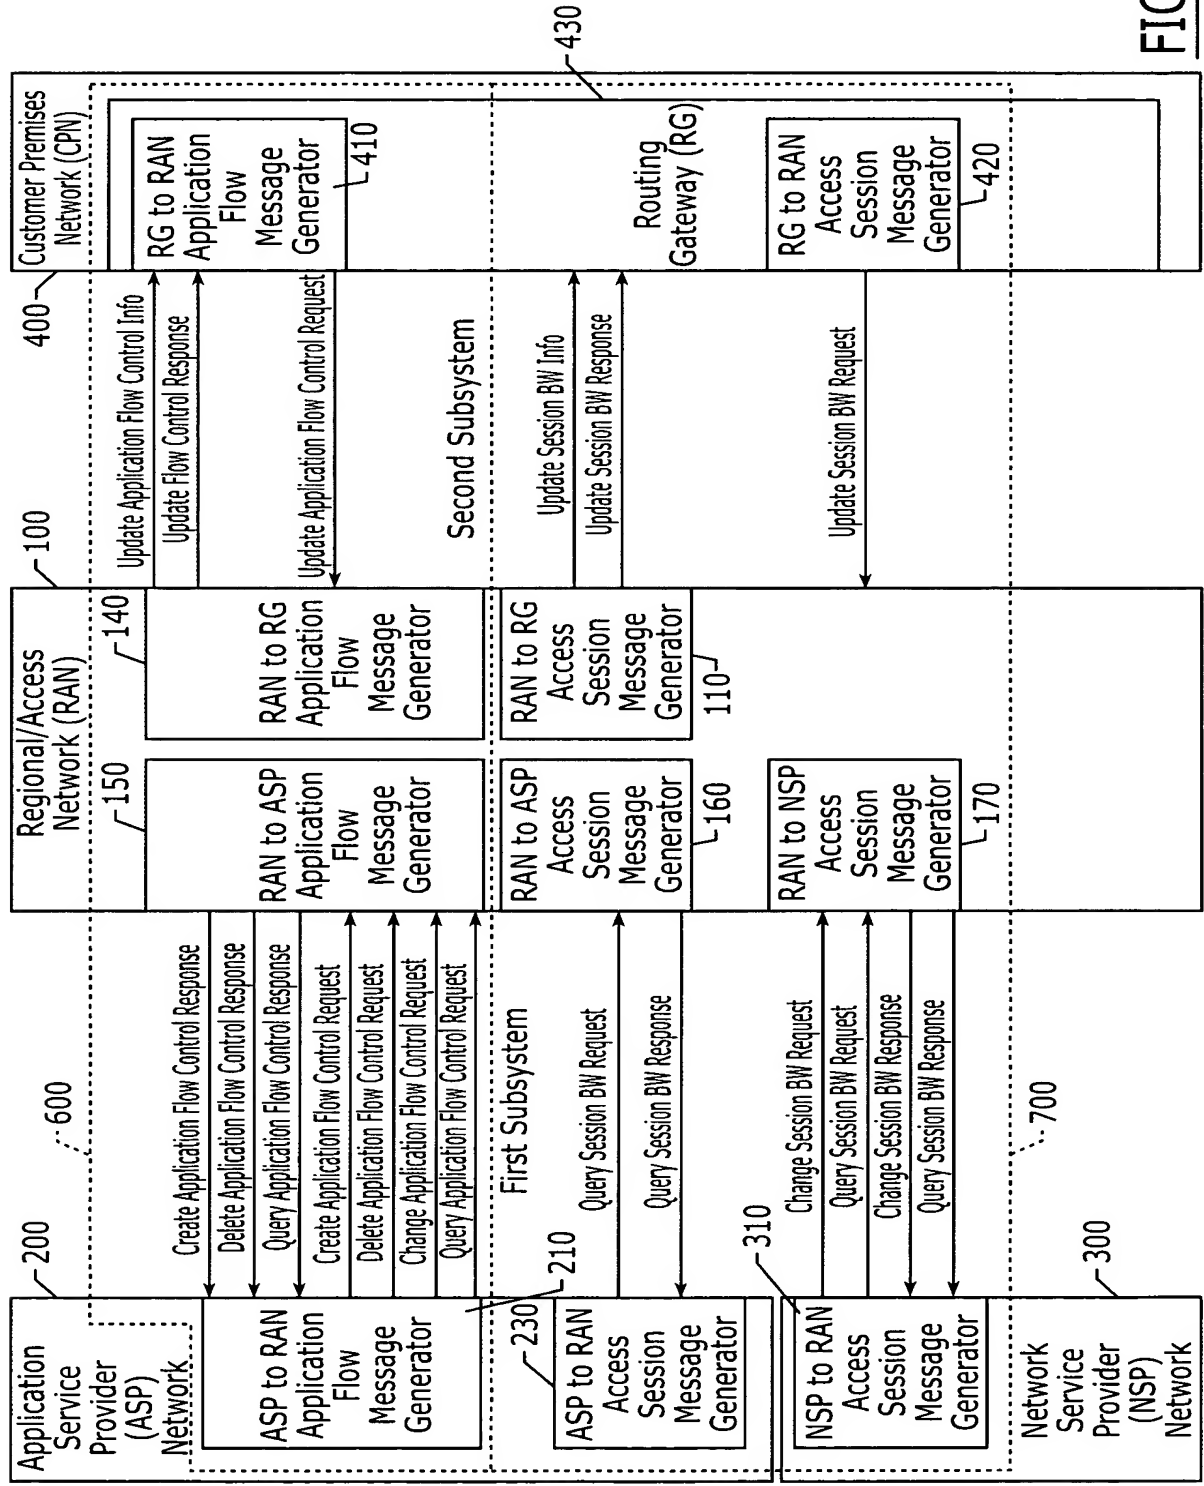 FIG
Application
Service
Provider
(ASP)
Network
200
600
Regional/Access
Network (RAN)
100
400
Customer Premises
Network (CPN)
430
ASP to RAN
Application
Flow
Message
Generator
210
Create Application Flow Control Response
Delete Application Flow Control Response
Query Application Flow Control Response
Create Application Flow Control Request
Delete Application Flow Control Request
Change Application Flow Control Request
Query Application Flow Control Request
150
RAN to ASP
Application
Flow
Message
Generator
140
RAN to RG
Application
Flow
Message
Generator
Update Application Flow Control Info
Update Flow Control Response
Update Application Flow Control Request
RG to RAN
Application
Flow
Message
Generator
410
First Subsystem
Second Subsystem
230
ASP to RAN
Access
Session
Message
Generator
Query Session BW Request
Query Session BW Response
RAN to ASP
Access
Session
Message
Generator
160
RAN to RG
Access
Session
Message
Generator
110
Update Session BW Info
Update Session BW Response
Routing
Gateway (RG)
310
NSP to RAN
Access
Session
Message
Generator
Change Session BW Request
Query Session BW Request
Change Session BW Response
Query Session BW Response
RAN to NSP
Access
Session
Message
Generator
170
Update Session BW Request
RG to RAN
Access
Session
Message
Generator
420
Network
Service
Provider
(NSP)
Network
300
700